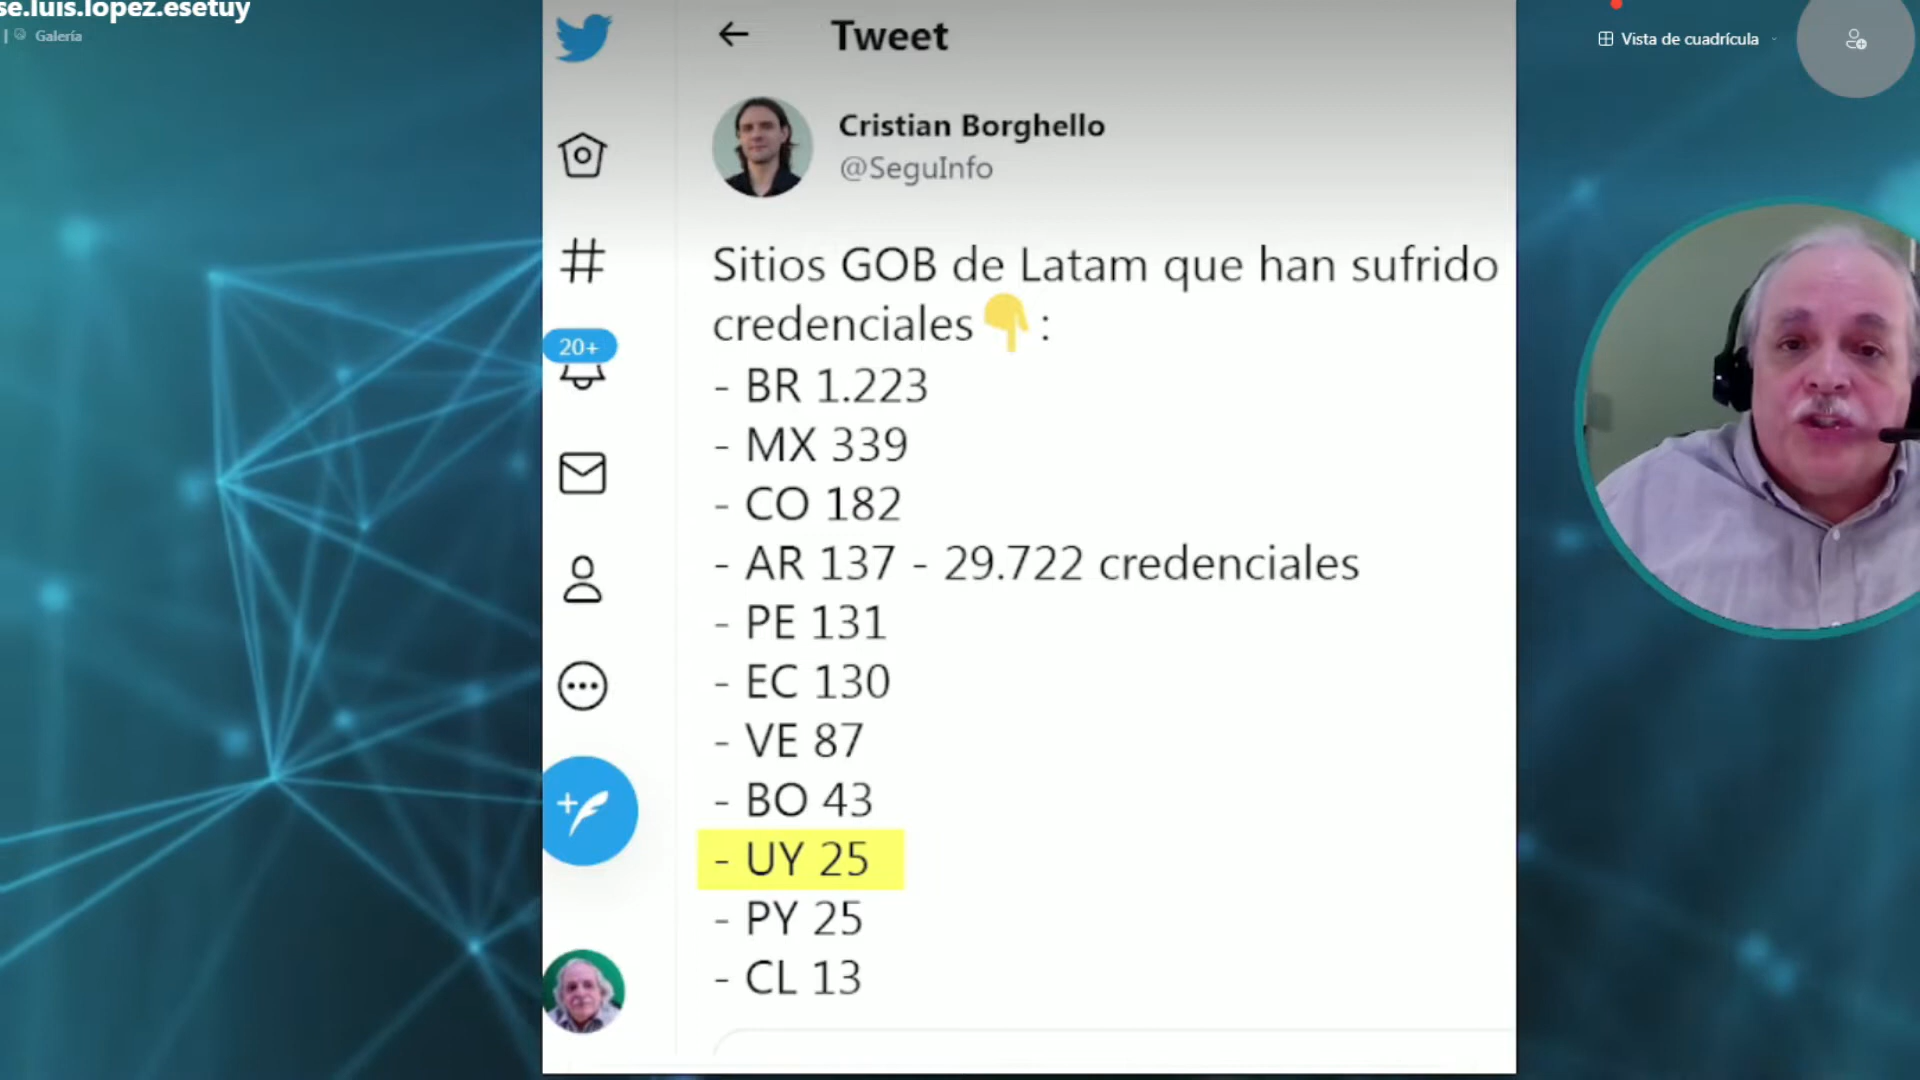 se.luis.lopez.esetuy
Galería
Vista de cuadrícula
Tweet
Cristian Borghello
@SeguInfo
Sitios GOB de Latam que han sufrido
credenciales👇:
- BR 1.223
- MX 339
- CO 182
- AR 137 - 29.722 credenciales
- PE 131
- EC 130
- VE 87
- BO 43
- UY 25
- PY 25
- CL 13
20+